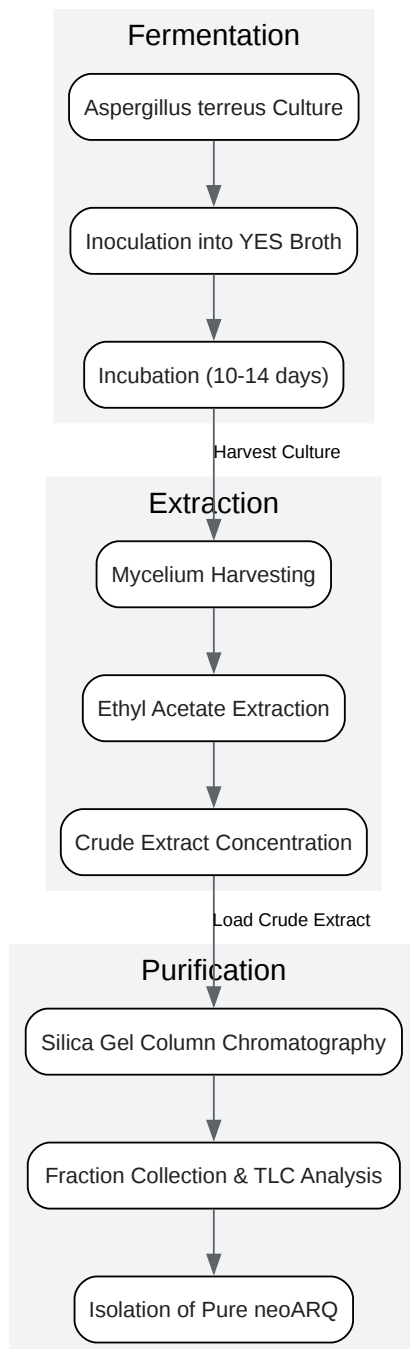 Fermentation
Aspergillus terreus Culture
Inoculation into YES Broth
Incubation (10-14 days)
Harvest Culture
Extraction
Mycelium Harvesting
Ethyl Acetate Extraction
Crude Extract Concentration
Load Crude Extract
Purification
Silica Gel Column Chromatography
Fraction Collection & TLC Analysis
Isolation of Pure neoARQ